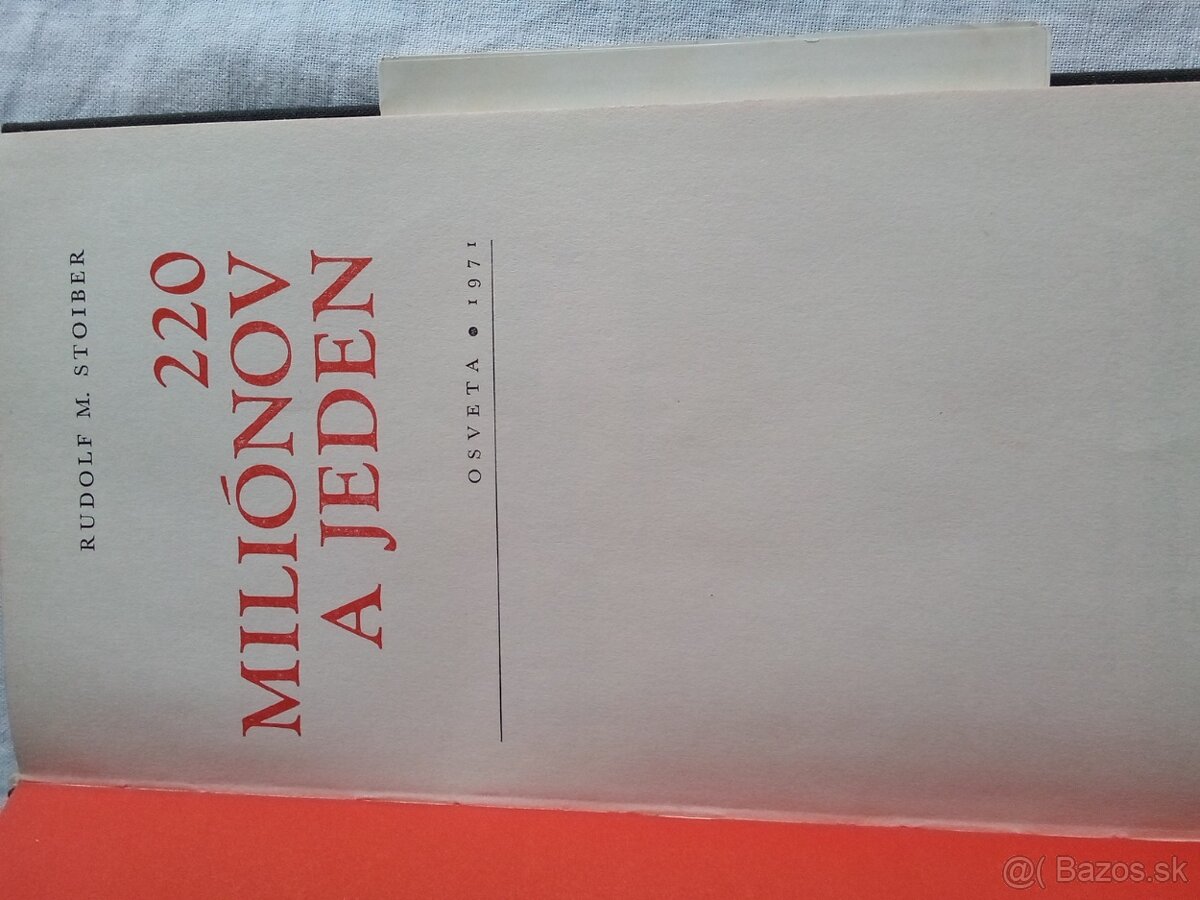 RUDOLF M. STOIBER
220
MILIÓNOV
A JEDEN
OSVETA • 1971
@( Bazos.sk